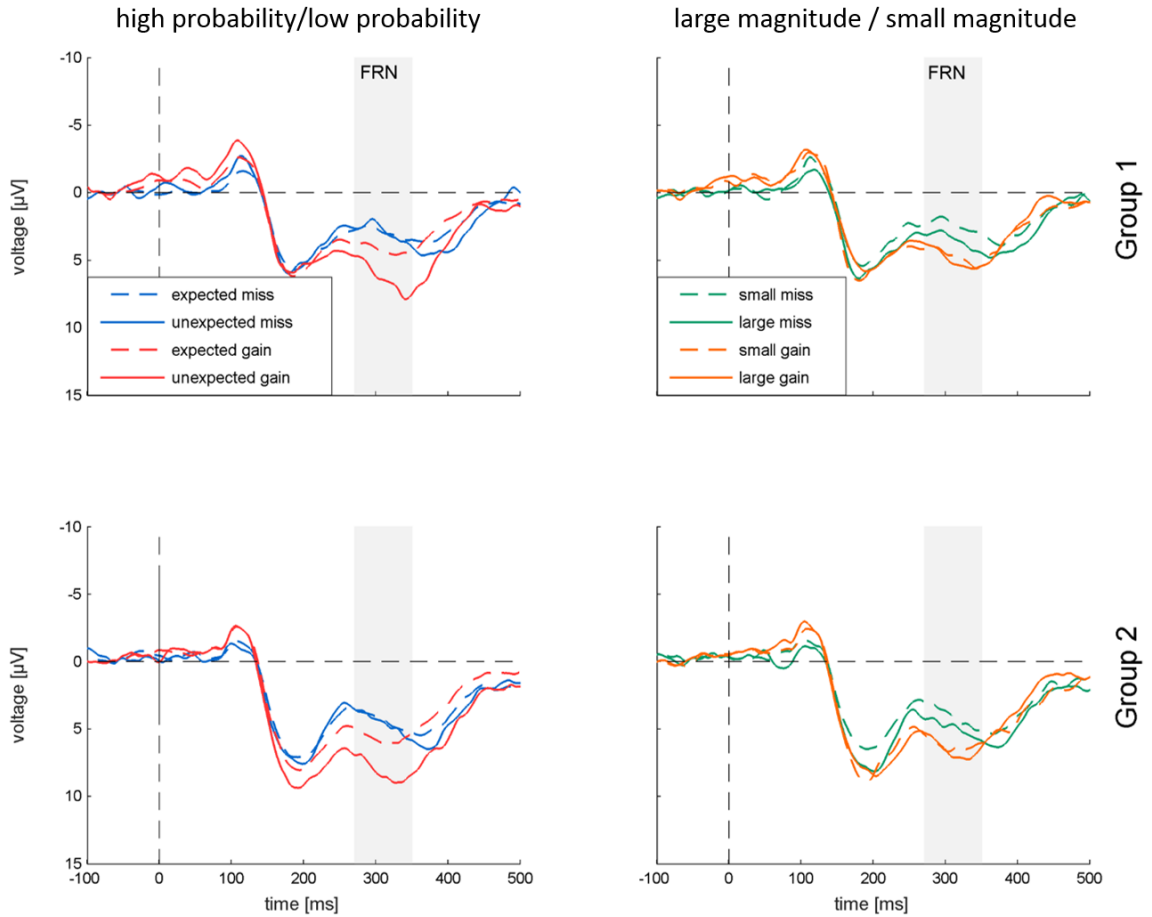 high probability/low probability
large magnitude / small magnitude
-10
-5
0
5
10
15
voltage [µV]
FRN
expected miss
unexpected miss
expected gain
unexpected gain
FRN
small miss
large miss
small gain
large gain
Group 1
-10
-5
0
5
10
15
voltage [µV]
-100 0 100 200 300 400 500
time [ms]
-100 0 100 200 300 400 500
time [ms]
Group 2